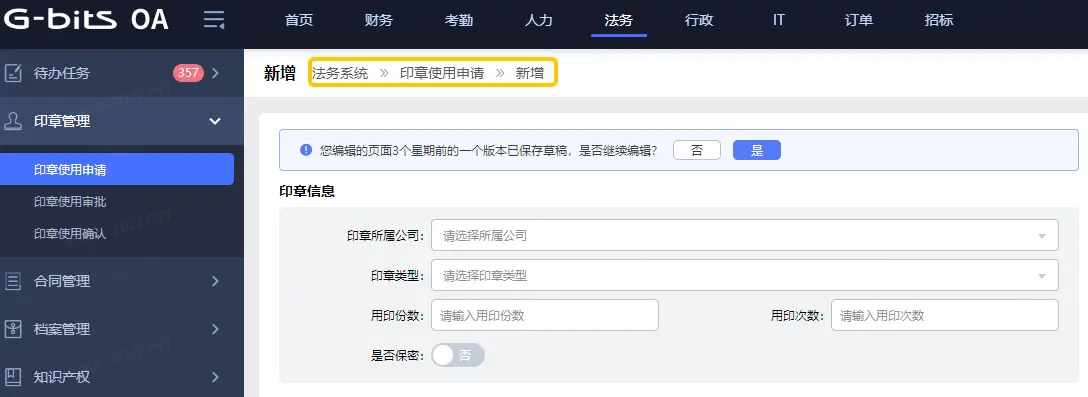 G-bits OA 首页 财务 考勤 人力 法务 行政 IT 订单 招标
待办任务 357
印章管理
印章使用申请
印章使用审批
印章使用确认
合同管理
档案管理
知识产权
新增 法务系统 » 印章使用申请 » 新增
您编辑的页面3个星期前的一个版本已保存草稿，是否继续编辑？ 否 是
印章信息
印章所属公司： 请选择所属公司
印章类型： 请选择印章类型
用印份数： 请输入用印份数 用印次数： 请输入用印次数
是否保密： 否